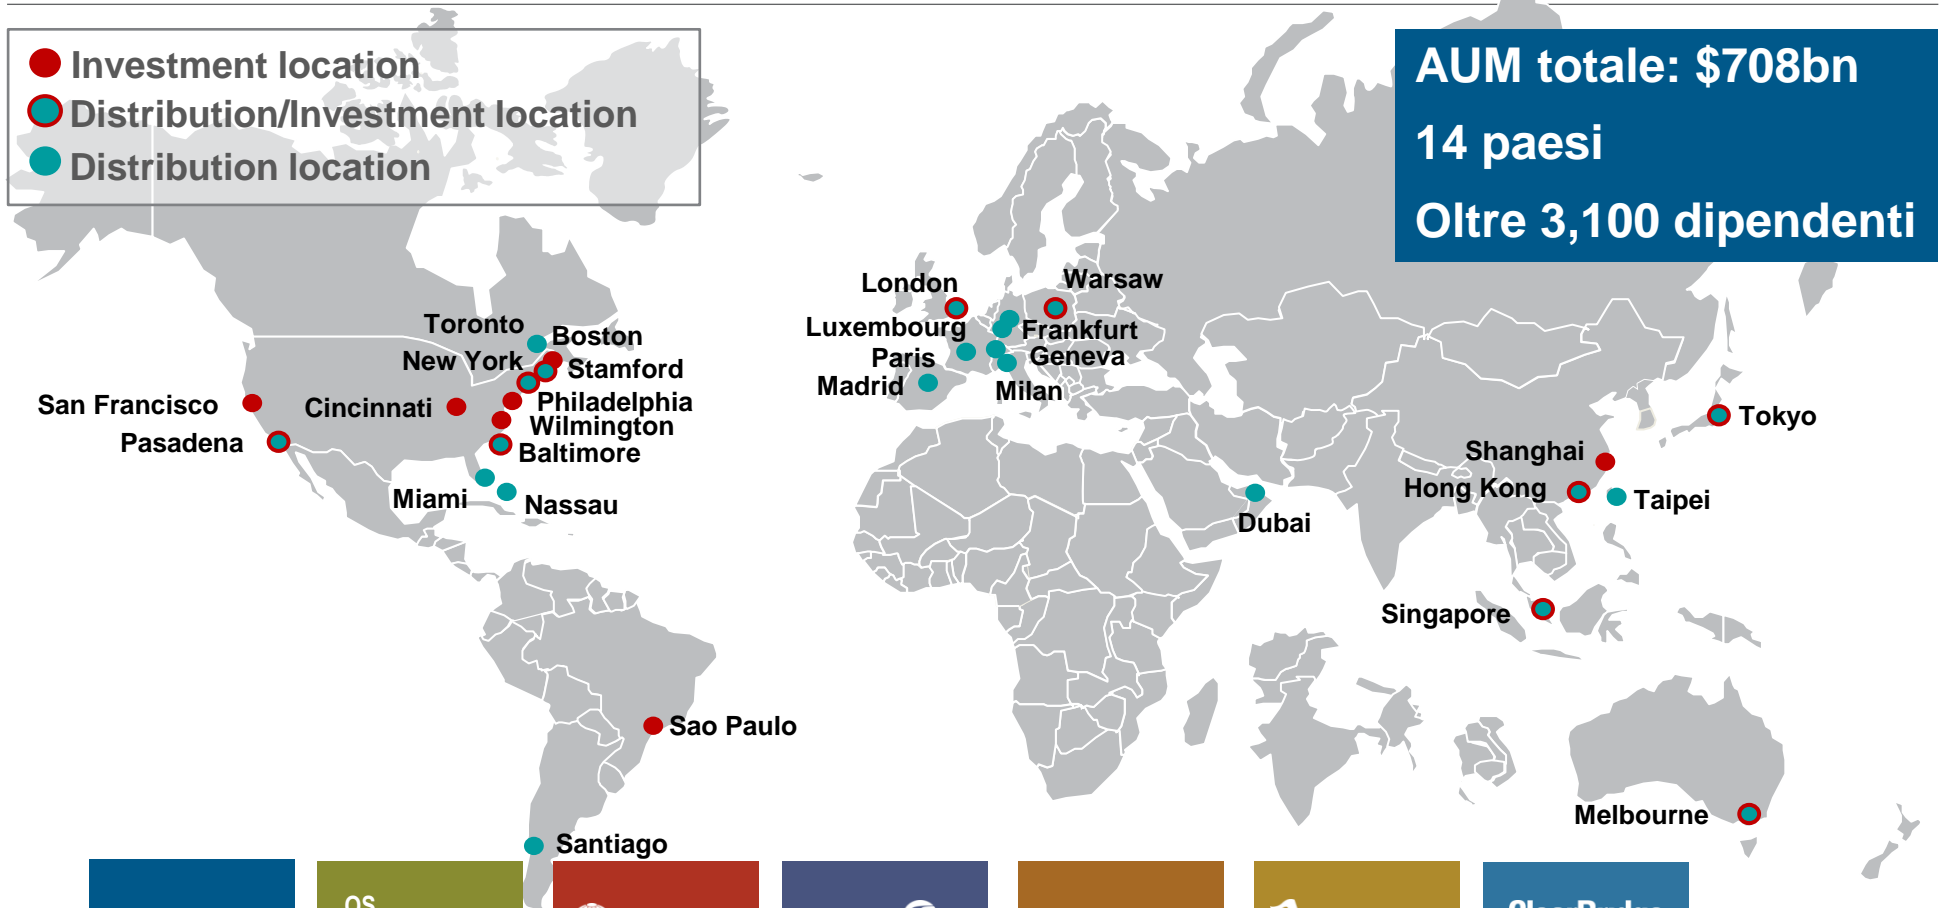 Investment location
Distribution/Investment location
Distribution location
AUM totale: $708bn
14 paesi
Oltre 3,100 dipendenti
London
Warsaw
Toronto
Boston
Luxembourg
Frankfurt
New York
Stamford
Paris
Geneva
Madrid
Milan
San Francisco
Cincinnati
Philadelphia
Wilmington
Pasadena
Baltimore
Tokyo
Shanghai
Miami
Nassau
Hong Kong
Taipei
Dubai
Singapore
Sao Paulo
Melbourne
Santiago
QS
ClearBridge